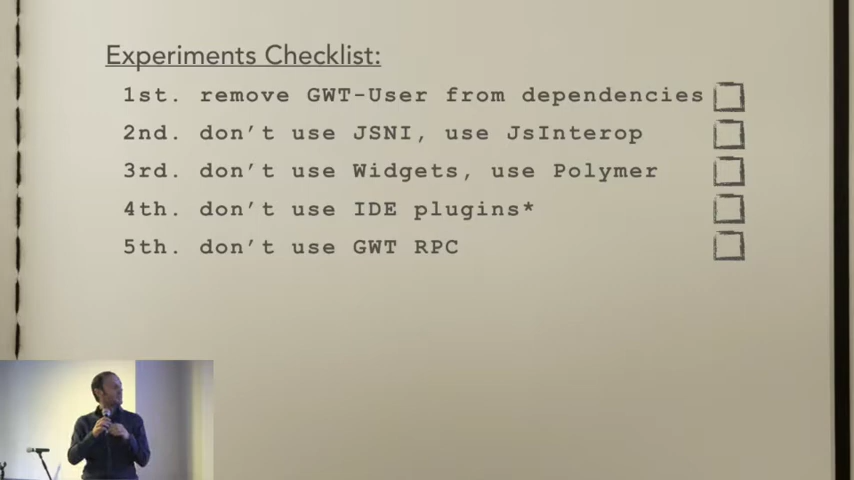 Experiments Checklist:
1st. remove GWT-User from dependencies
2nd. don't use JSNI, use JsInterop
3rd. don't use Widgets, use Polymer
4th. don't use IDE plugins*
5th. don't use GWT RPC